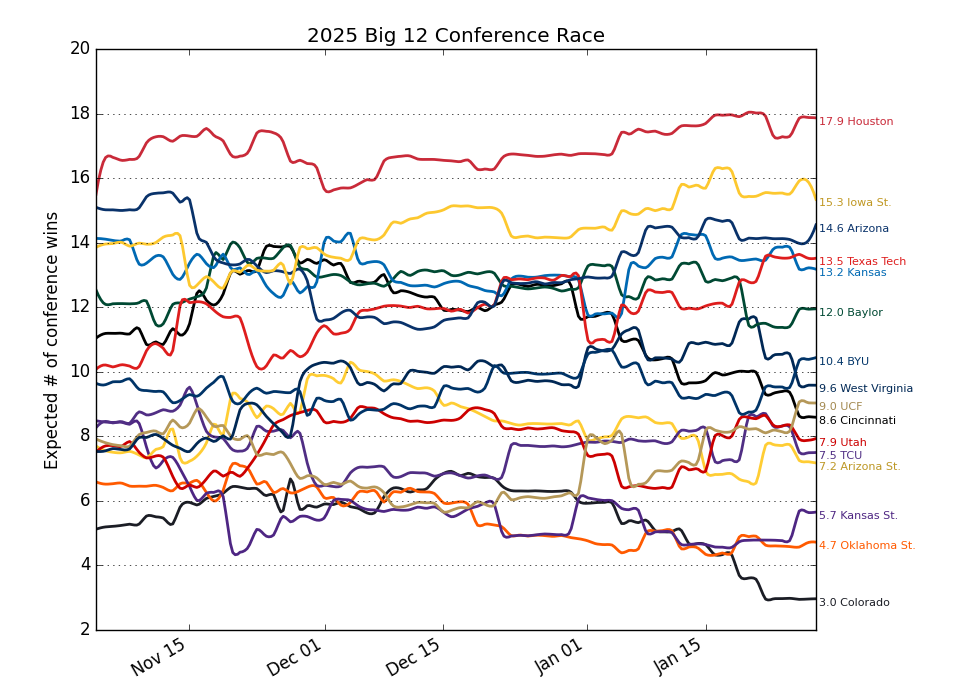 2025 Big 12 Conference Race
Expected # of conference wins
20
18
16
14
12
10
8
6
4
2
Nov 15
Dec 01
Dec 15
Jan 01
Jan 15
17.9 Houston
15.3 Iowa St.
14.6 Arizona
13.5 Texas Tech
13.2 Kansas
12.0 Baylor
10.4 BYU
9.6 West Virginia
9.0 UCF
8.6 Cincinnati
7.9 Utah
7.5 TCU
7.2 Arizona St.
5.7 Kansas St.
4.7 Oklahoma St.
3.0 Colorado